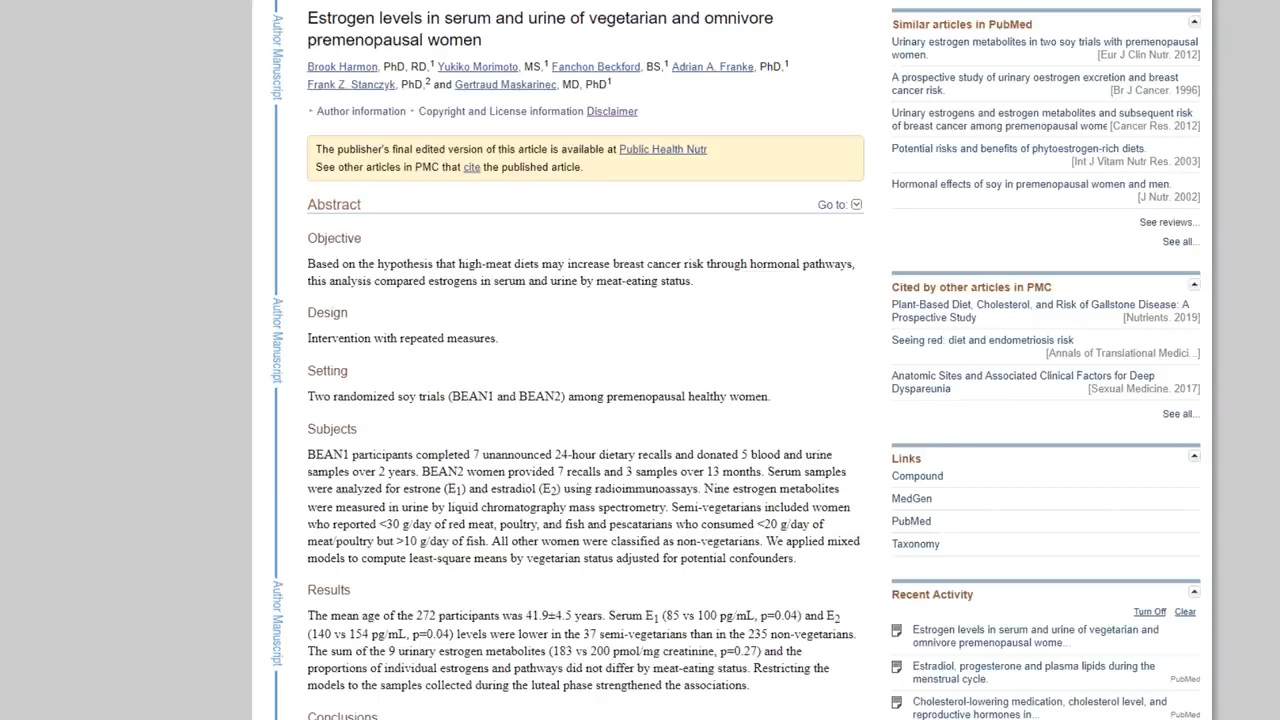 Estrogen levels in serum and urine of vegetarian and omnivore
premenopausal women
Brook Harmon, PhD, RD,1 Yukiko Morimoto, MS,1 Fanchon Beckford, BS,1 Adrian A. Franke, PhD,1
Frank Z. Stanczyk, PhD,2 and Gertraud Maskarinec, MD, PhD1
Author information Copyright and License information Disclaimer
The publisher's final edited version of this article is available at Public Health Nutr
See other articles in PMC that cite the published article.
Abstract
Go to:
Objective
Based on the hypothesis that high-meat diets may increase breast cancer risk through hormonal pathways,
this analysis compared estrogens in serum and urine by meat-eating status.
Design
Intervention with repeated measures.
Setting
Two randomized soy trials (BEAN1 and BEAN2) among premenopausal healthy women.
Subjects
BEAN1 participants completed 7 unannounced 24-hour dietary recalls and donated 5 blood and urine
samples over 2 years. BEAN2 women provided 7 recalls and 3 samples over 13 months. Serum samples
were analyzed for estrone (E1) and estradiol (E2) using radioimmunoassays. Nine estrogen metabolites
were measured in urine by liquid chromatography mass spectrometry. Semi-vegetarians included women
who reported <30 g/day of red meat, poultry, and fish and pescatarians who consumed <20 g/day of
meat/poultry but >10 g/day of fish. All other women were classified as non-vegetarians. We applied mixed
models to compute least-square means by vegetarian status adjusted for potential confounders.
Results
The mean age of the 272 participants was 41.9±4.5 years. Serum E1 (85 vs 100 pg/mL, p=0.04) and E2
(140 vs 154 pg/mL, p=0.04) levels were lower in the 37 semi-vegetarians than in the 235 non-vegetarians.
The sum of the 9 urinary estrogen metabolites (183 vs 200 pmol/mg creatinine, p=0.27) and the
proportions of individual estrogens and pathways did not differ by meat-eating status. Restricting the
models to the samples collected during the luteal phase strengthened the associations.
Conclusions
Author Manuscript
Author Manuscript
Author Manuscript
Similar articles in PubMed
Urinary estrogen metabolites in two soy trials with premenopausal
women. [Eur J Clin Nutr. 2012]
A prospective study of urinary oestrogen excretion and breast
cancer risk. [Br J Cancer. 1996]
Urinary estrogens and estrogen metabolites and subsequent risk
of breast cancer among premenopausal wome [Cancer Res. 2012]
Potential risks and benefits of phytoestrogen-rich diets.
[Int J Vitam Nutr Res. 2003]
Hormonal effects of soy in premenopausal women and men.
[J Nutr. 2002]
See reviews...
See all...
Cited by other articles in PMC
Plant-Based Diet, Cholesterol, and Risk of Gallstone Disease: A
Prospective Study [Nutrients. 2019]
Seeing red: diet and endometriosis risk
[Annals of Translational Medici...]
Anatomic Sites and Associated Clinical Factors for Deep
Dyspareunia [Sexual Medicine. 2017]
See all...
Links
Compound
MedGen
PubMed
Taxonomy
Recent Activity
Turn Off Clear
Estrogen levels in serum and urine of vegetarian and
omnivore premenopausal wome...
Estradiol, progesterone and plasma lipids during the
menstrual cycle. PubMed
Cholesterol-lowering medication, cholesterol level, and
reproductive hormones in... PubMed